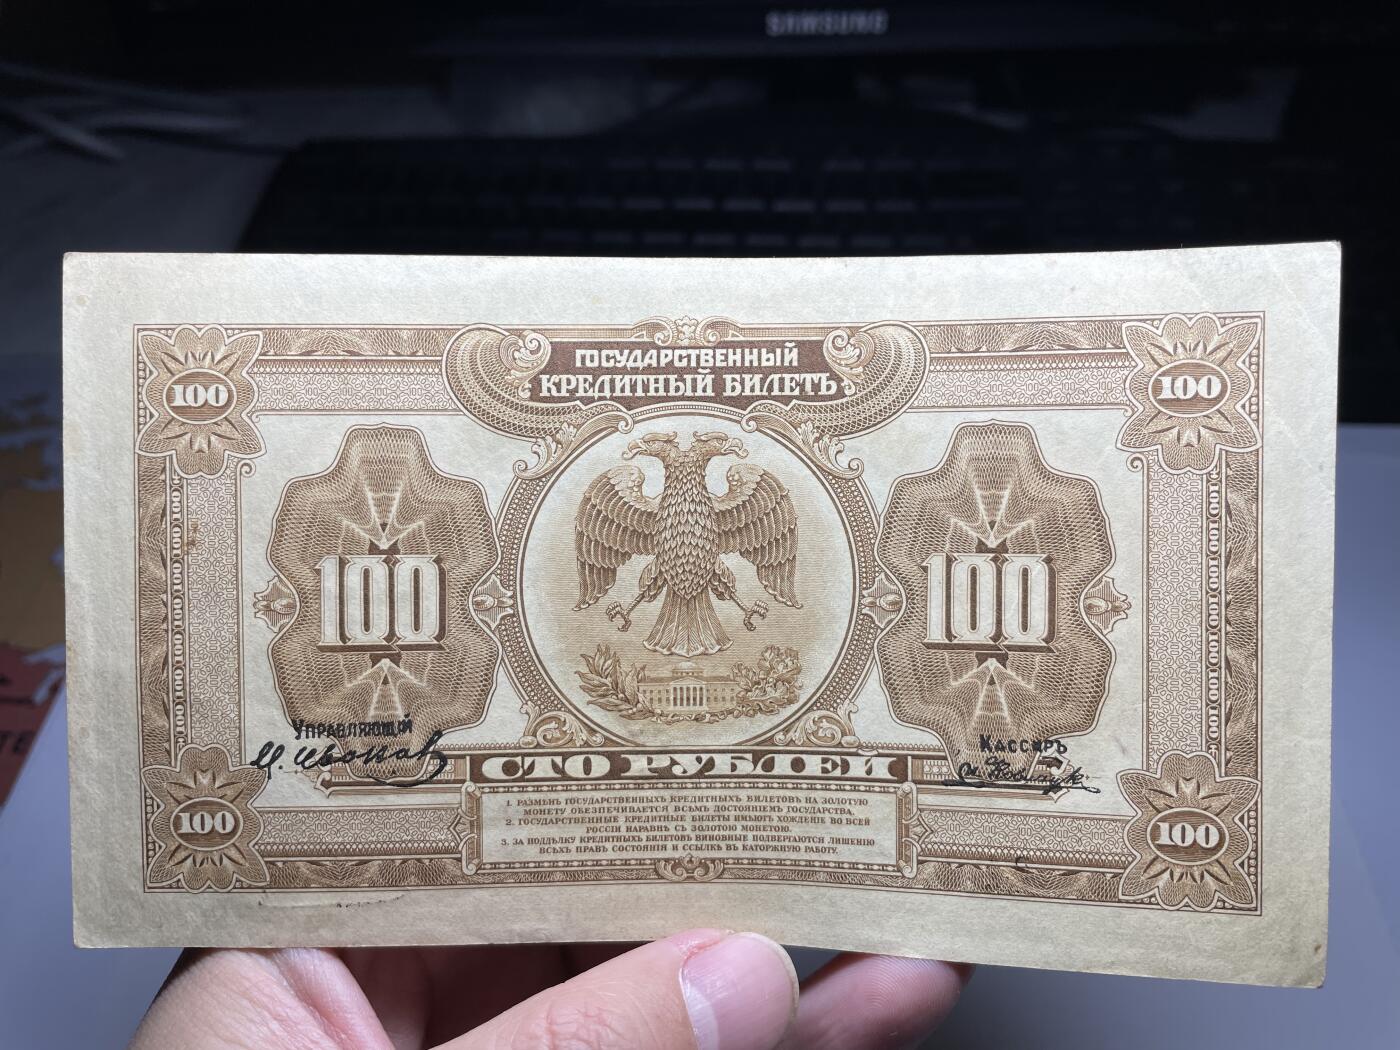 SAMSUNG
ГОСУДАРСТВЕННЫЙ
КРЕДИТНЫЙ БИЛЕТЪ
100
100
100 100
УПРАВЛЯЮЩІЙ
КАССИРЪ
СТО РУБЛЕЙ
1. РАЗМѢНЪ ГОСУДАРСТВЕННЫХЪ КРЕДИТНЫХЪ БИЛЕТОВЪ НА ЗОЛОТУЮ
МОНЕТУ ОБЕЗПЕЧИВАЕТСЯ ВСѢМЪ ДОСТОЯНІЕМЪ ГОСУДАРСТВА.
2. ГОСУДАРСТВЕННЫЕ КРЕДИТНЫЕ БИЛЕТЫ ИМѢЮТЪ ХОЖДЕНІЕ ВО ВСЕЙ
РОССІИ НАРАВНѢ СЪ ЗОЛОТОЮ МОНЕТОЮ.
3. ЗА ПОДДѢЛКУ КРЕДИТНЫХЪ БИЛЕТОВЪ ВИНОВНЫЕ ПОДВЕРГАЮТСЯ ЛИШЕНІЮ
ВСѢХЪ ПРАВЪ СОСТОЯНІЯ И ССЫЛКѢ ВЪ КАТОРЖНУЮ РАБОТУ.
100
100